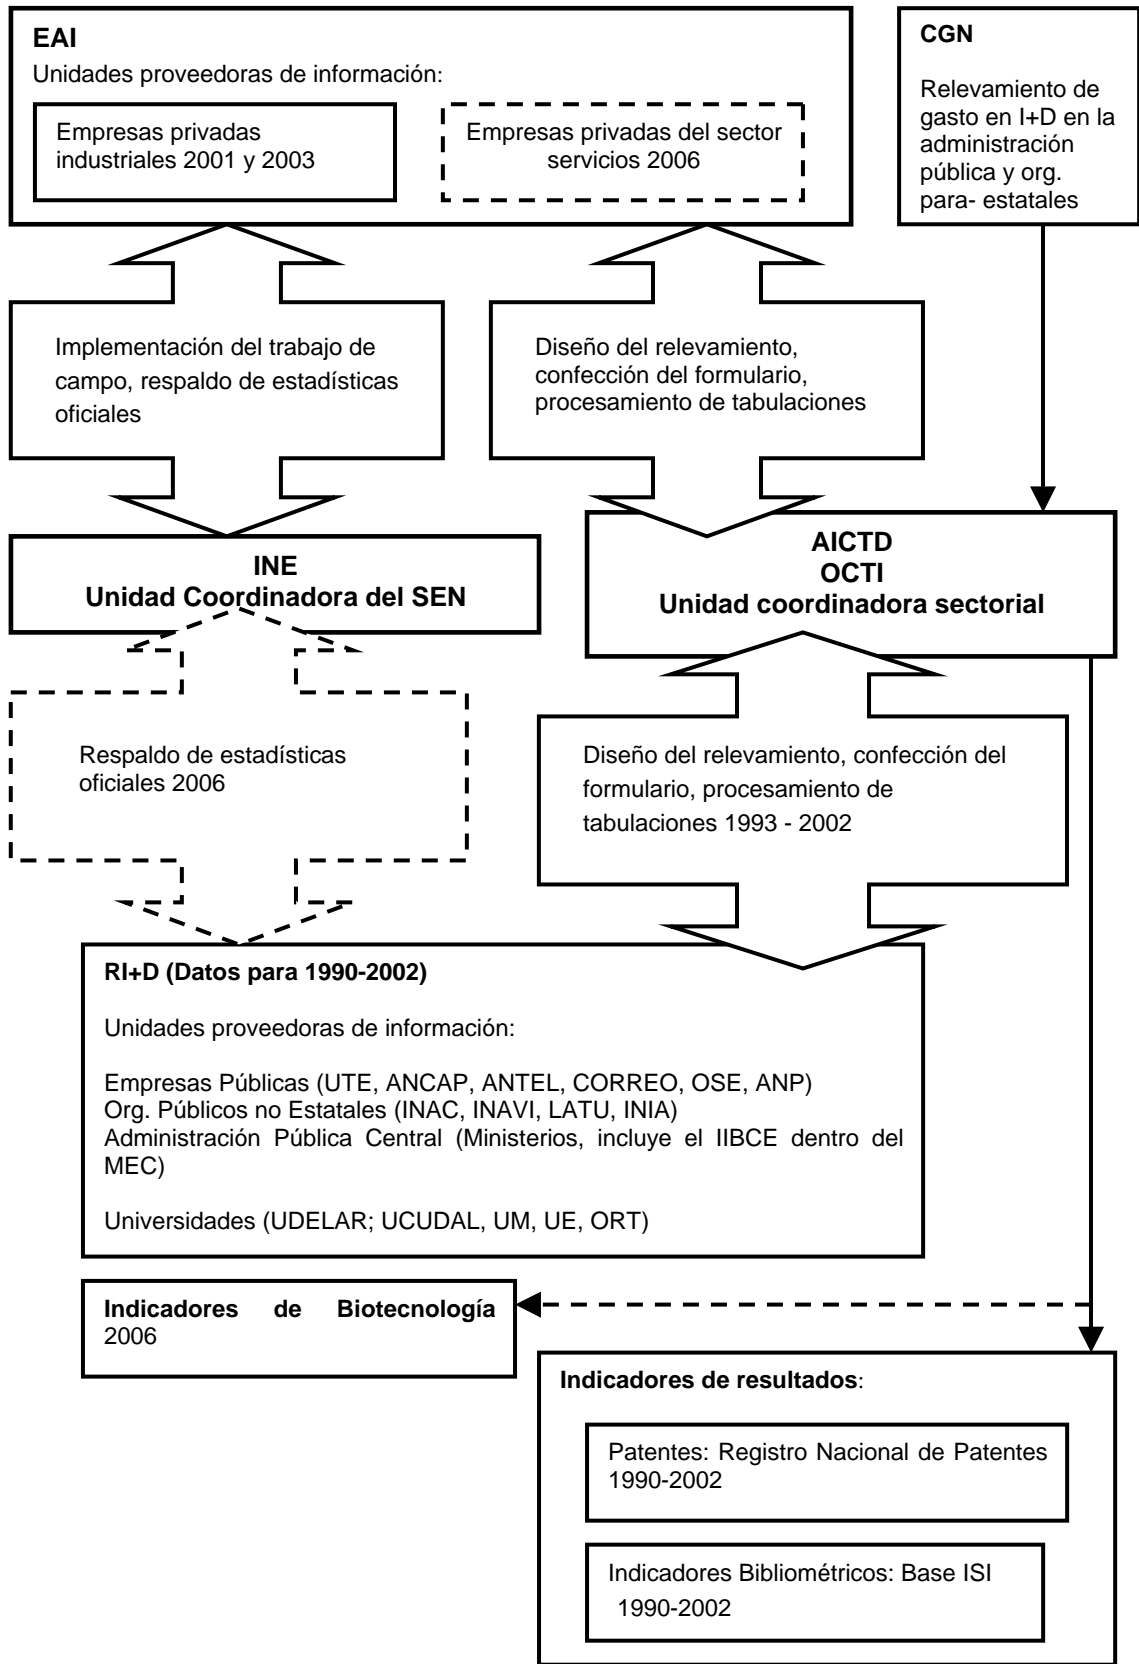 EAI
Unidades proveedoras de información:
Empresas privadas
industriales 2001 y 2003
Empresas privadas del sector
servicios 2006
CGN
Relevamiento de
gasto en I+D en la
administración
pública y org.
para- estatales
Implementación del trabajo de
campo, respaldo de estadísticas
oficiales
Diseño del relevamiento,
confección del formulario,
procesamiento de tabulaciones
INE
Unidad Coordinadora del SEN
AICTD
OCTI
Unidad coordinadora sectorial
Respaldo de estadísticas
oficiales 2006
Diseño del relevamiento, confección del
formulario, procesamiento de
tabulaciones 1993 - 2002
RI+D (Datos para 1990-2002)
Unidades proveedoras de información:
Empresas Públicas (UTE, ANCAP, ANTEL, CORREO, OSE, ANP)
Org. Públicos no Estatales (INAC, INAVI, LATU, INIA)
Administración Pública Central (Ministerios, incluye el IIBCE dentro del
MEC)
Universidades (UDELAR; UCUDAL, UM, UE, ORT)
Indicadores de Biotecnología
2006
Indicadores de resultados:
Patentes: Registro Nacional de Patentes
1990-2002
Indicadores Bibliométricos: Base ISI
1990-2002